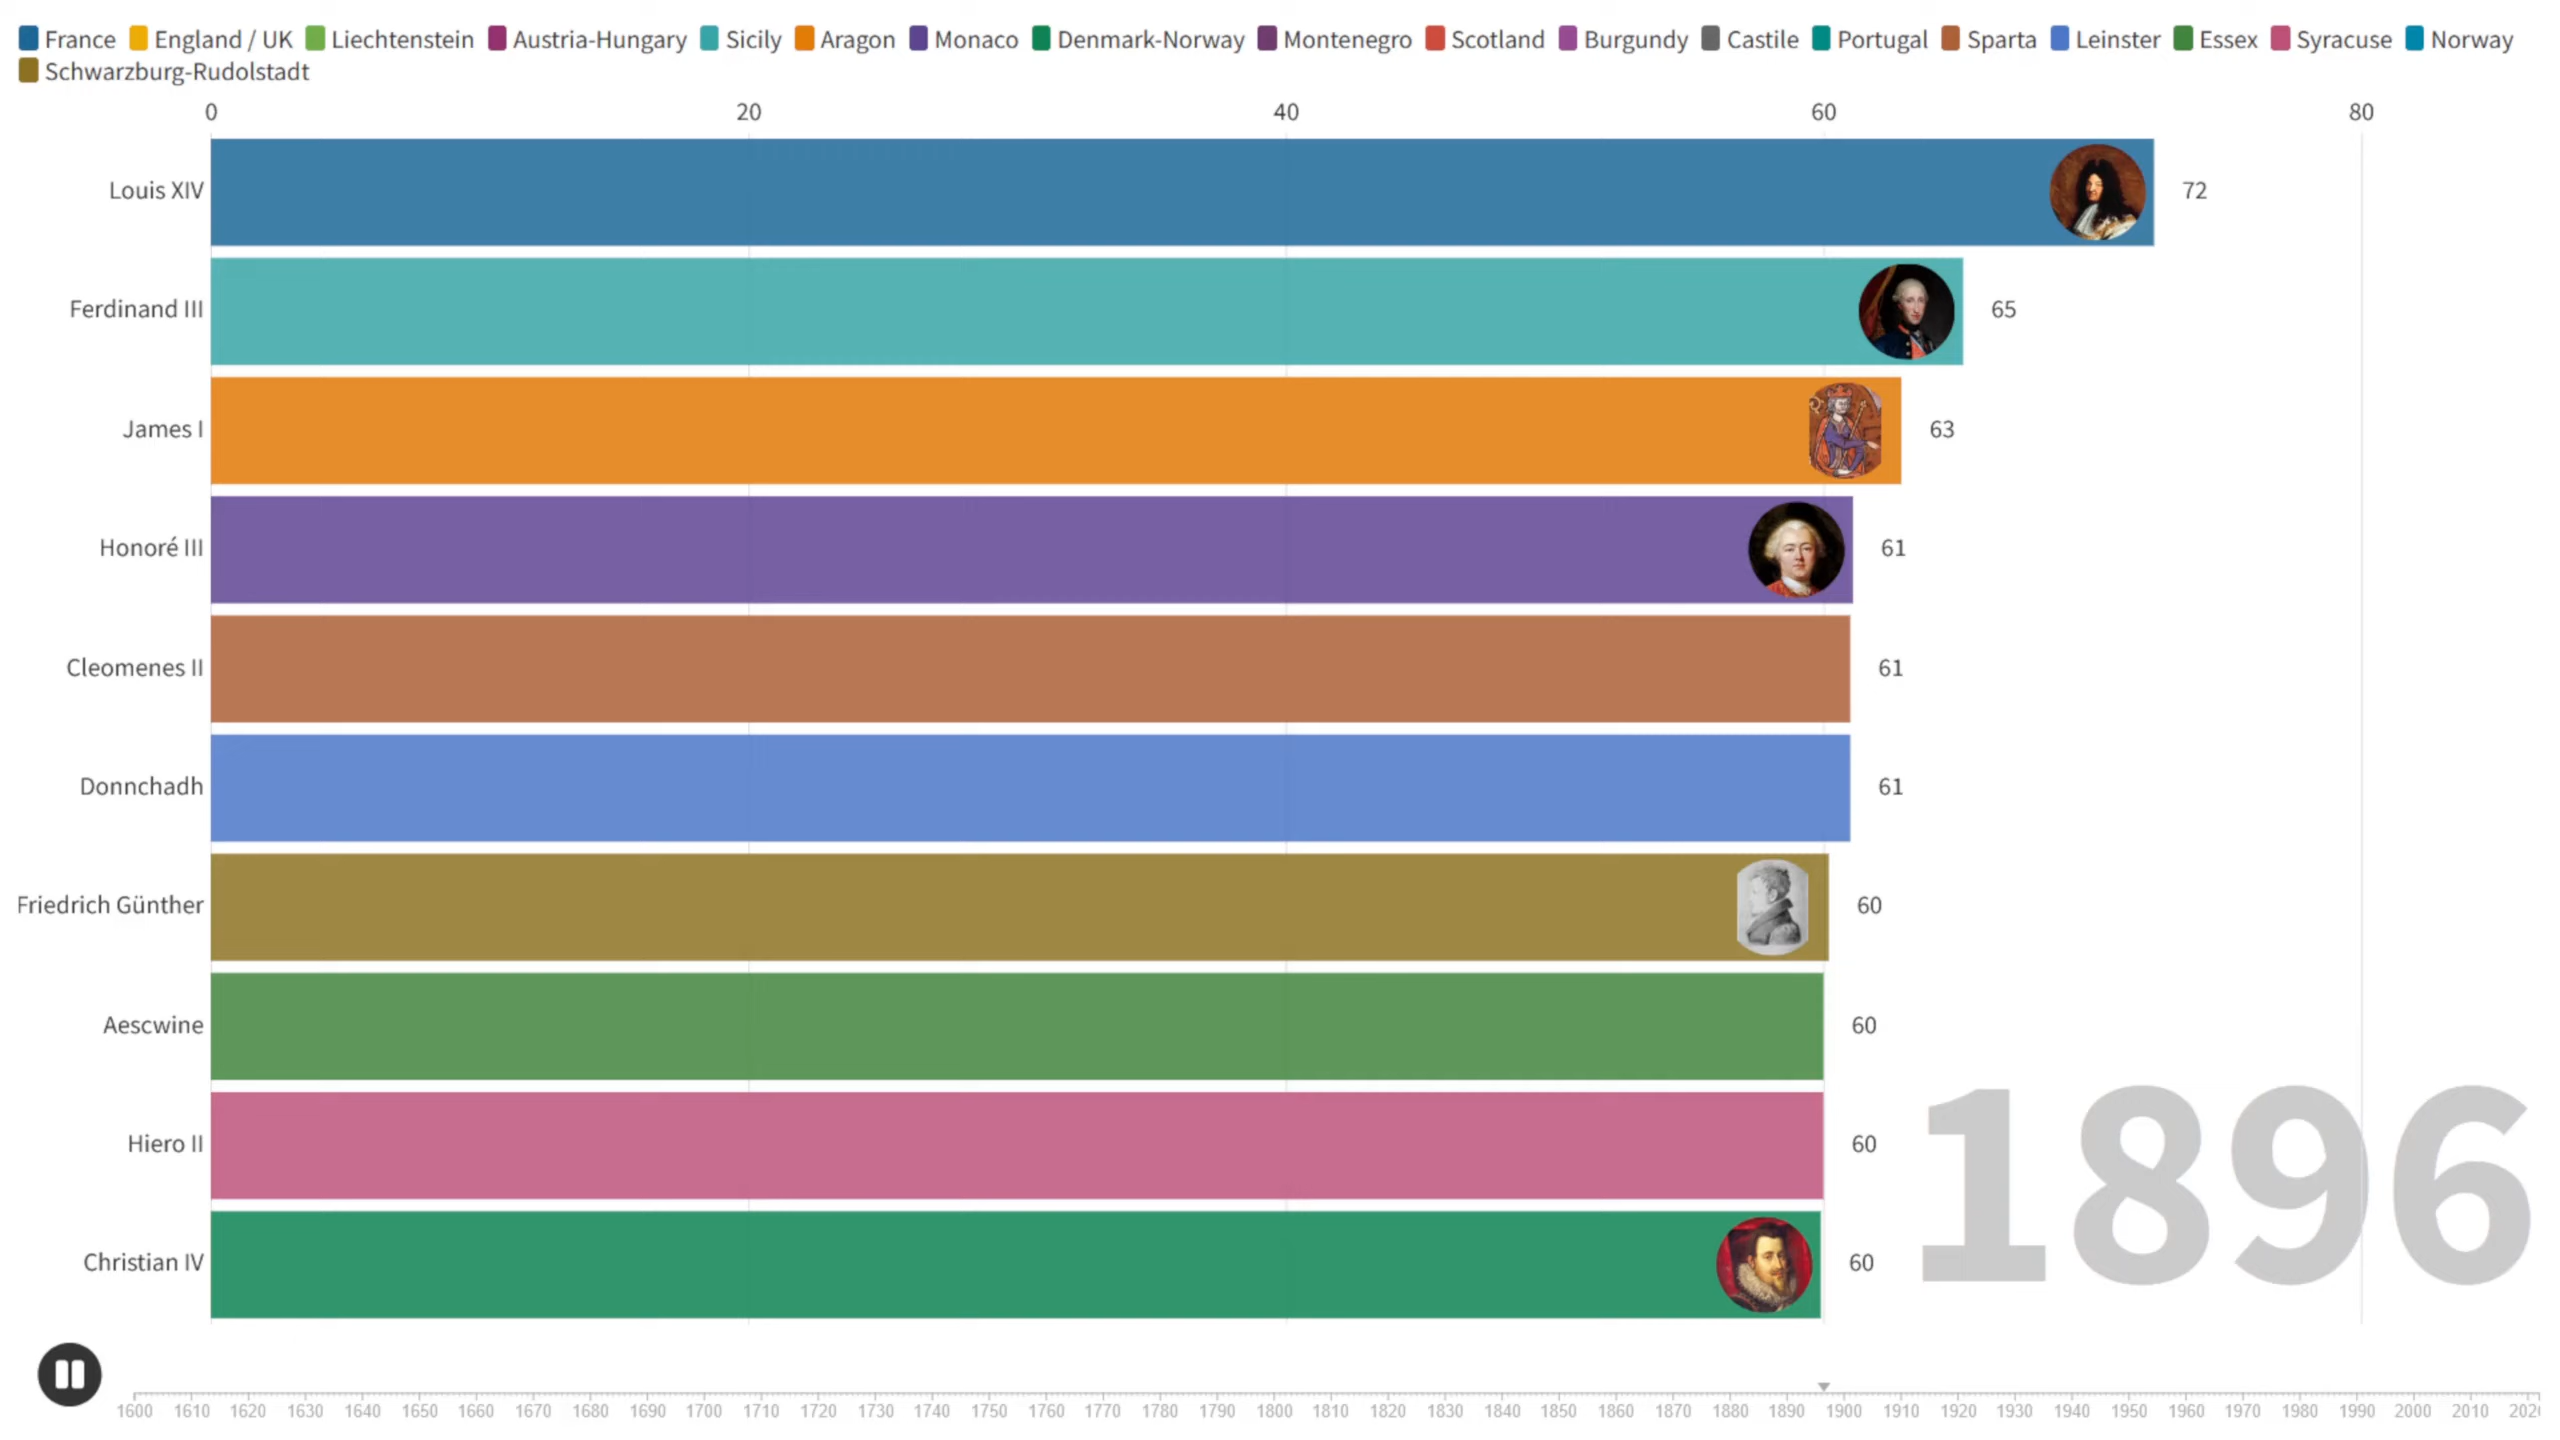 France England / UK Liechtenstein Austria-Hungary Sicily Aragon Monaco Denmark-Norway Montenegro Scotland Burgundy Castile Portugal Sparta Leinster Essex Syracuse Norway
Schwarzburg-Rudolstadt
0 20 40 60 80
Louis XIV 72
Ferdinand III 65
James I 63
Honoré III 61
Cleomenes II 61
Donnchadh 61
Friedrich Günther 60
Aescwine 60
Hiero II 60
Christian IV 60
1896
1600 1610 1620 1630 1640 1650 1660 1670 1680 1690 1700 1710 1720 1730 1740 1750 1760 1770 1780 1790 1800 1810 1820 1830 1840 1850 1860 1870 1880 1890 1900 1910 1920 1930 1940 1950 1960 1970 1980 1990 2000 2010